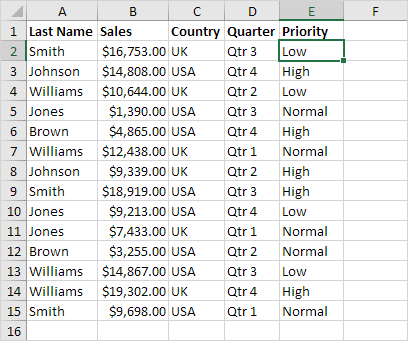 A B C D E F
1 Last Name Sales Country Quarter Priority
2 Smith $16,753.00 UK Qtr 3 Low
3 Johnson $14,808.00 USA Qtr 4 High
4 Williams $10,644.00 UK Qtr 2 Low
5 Jones $1,390.00 USA Qtr 3 Normal
6 Brown $4,865.00 USA Qtr 4 High
7 Williams $12,438.00 UK Qtr 1 Normal
8 Johnson $9,339.00 UK Qtr 2 High
9 Smith $18,919.00 USA Qtr 3 High
10 Jones $9,213.00 USA Qtr 4 Low
11 Jones $7,433.00 UK Qtr 1 Normal
12 Brown $3,255.00 USA Qtr 2 Normal
13 Williams $14,867.00 USA Qtr 3 Low
14 Williams $19,302.00 UK Qtr 4 High
15 Smith $9,698.00 USA Qtr 1 Normal
16